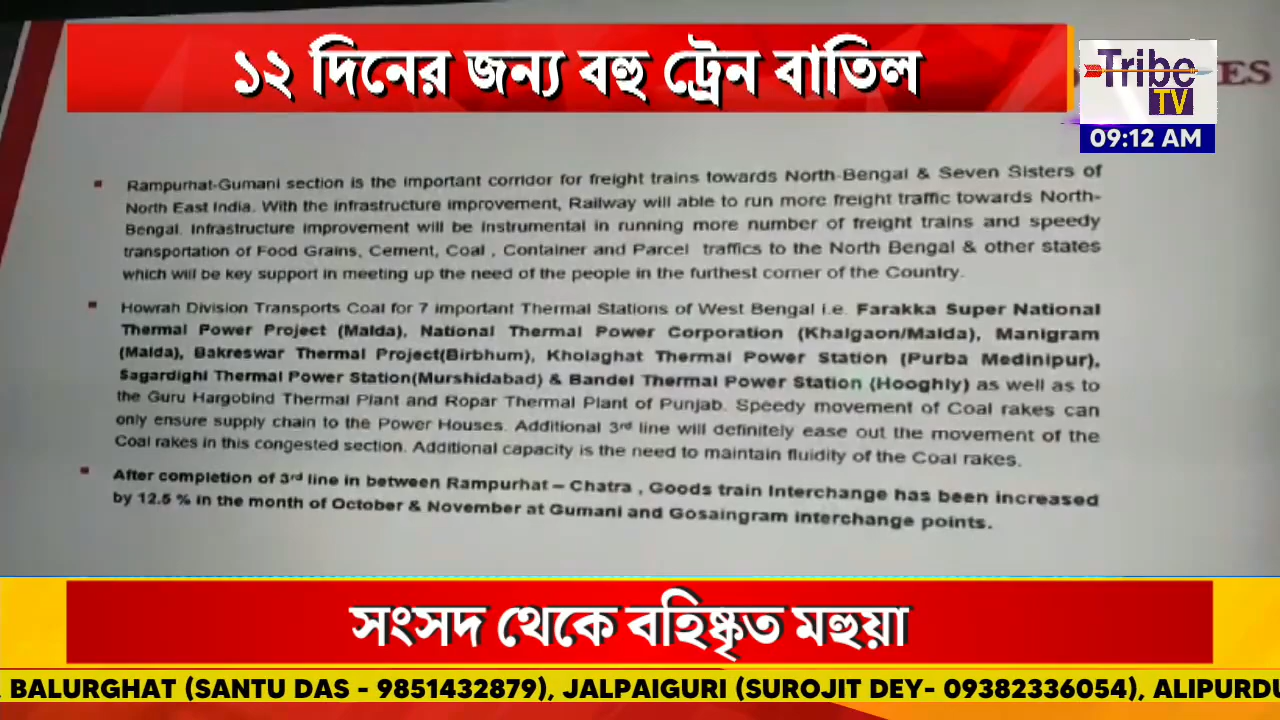 ১২ দিনের জন্য বহু ট্রেন বাতিল
Tribe
TV
ES
09:12 AM
Rampurhat-Gumani section is the important corridor for freight trains towards North-Bengal & Seven Sisters of
North East India. With the infrastructure improvement, Railway will able to run more freight traffic towards North-
Bengal. Infrastructure improvement will be instrumental in running more number of freight trains and speedy
transportation of Food Grains, Cement, Coal , Container and Parcel traffics to the North Bengal & other states
which will be key support in meeting up the need of the people in the furthest corner of the Country.
Howrah Division Transports Coal for 7 important Thermal Stations of West Bengal i.e. Farakka Super National
Thermal Power Project (Malda), National Thermal Power Corporation (Khalgaon/Malda), Manigram
(Malda), Bakreswar Thermal Project(Birbhum), Kholaghat Thermal Power Station (Purba Medinipur),
Sagardighi Thermal Power Station(Murshidabad) & Bandel Thermal Power Station (Hooghly) as well as to
the Guru Hargobind Thermal Plant and Ropar Thermal Plant of Punjab. Speedy movement of Coal rakes can
only ensure supply chain to the Power Houses. Additional 3rd line will definitely ease out the movement of the
Coal rakes in this congested section. Additional capacity is the need to maintain fluidity of the Coal rakes.
After completion of 3rd line in between Rampurhat – Chatra , Goods train Interchange has been increased
by 12.5 % in the month of October & November at Gumani and Gosaingram interchange points.
সংসদ থেকে বহিষ্কৃত মহুয়া
BALURGHAT (SANTU DAS - 9851432879), JALPAIGURI (SUROJIT DEY- 09382336054), ALIPURDU